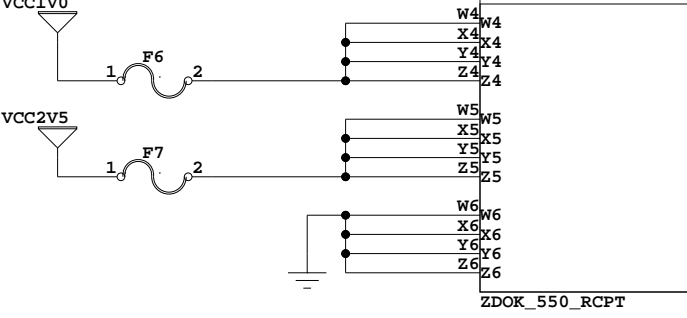 VCC1V0
F6
1 2
W4 W4
X4 X4
Y4 Y4
Z4 Z4
VCC2V5
F7
1 2
W5 W5
X5 X5
Y5 Y5
Z5 Z5
W6 W6
X6 X6
Y6 Y6
Z6 Z6
ZDOK_550_RCPT